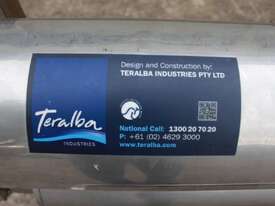 Design and Construction by:
TERALBA INDUSTRIES PTY LTD
Teralba
INDUSTRIES
National Call: 1300 20 70 20
P: +61 (02) 4629 3000
www.teralba.com